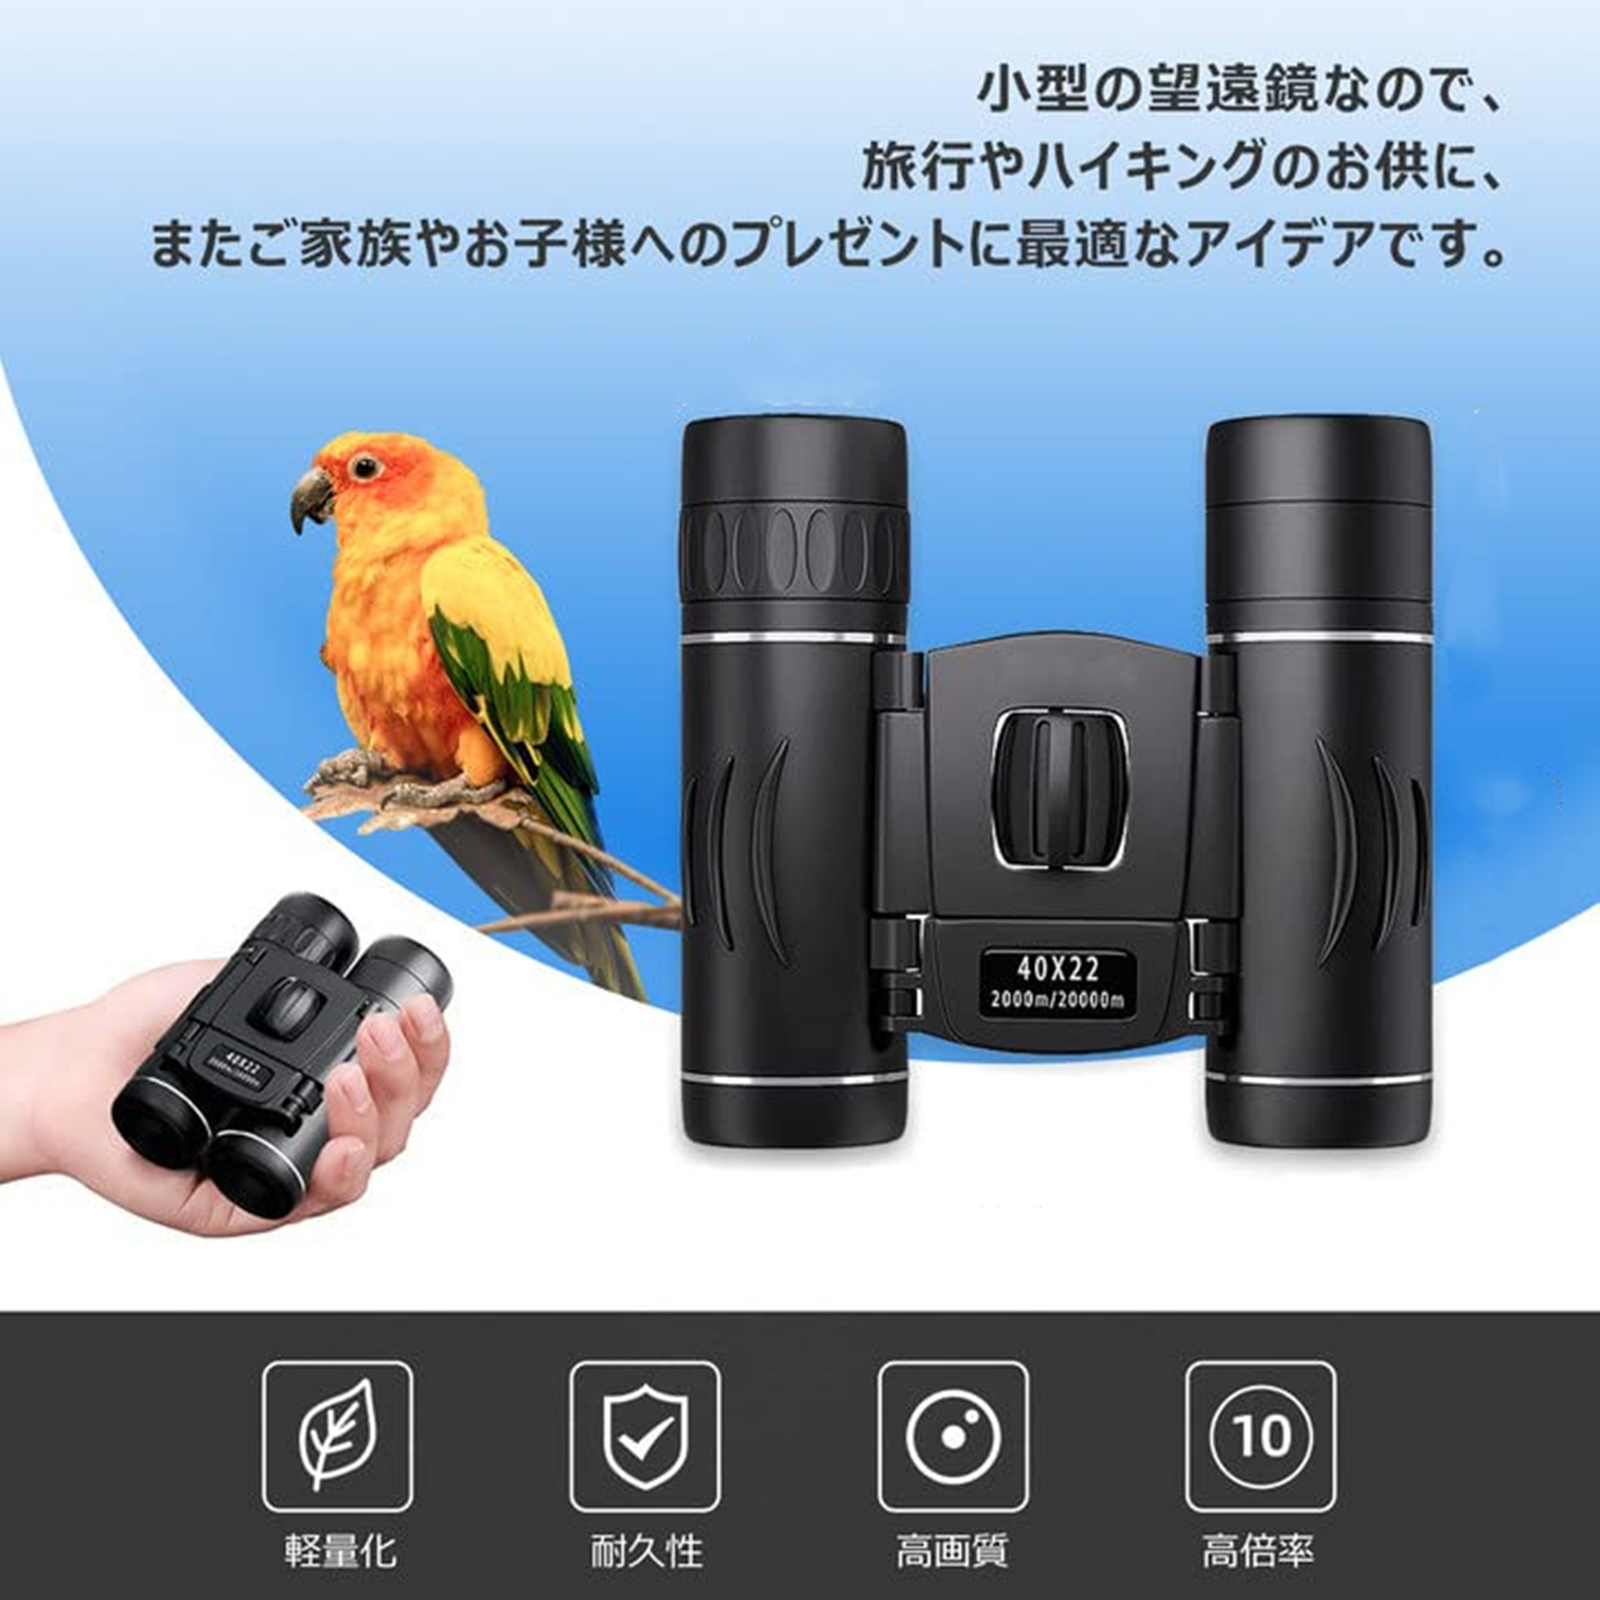 小型の望遠鏡なので、
旅行やハイキングのお供に、
またご家族やお子様へのプレゼントに最適なアイデアです。
40X22
2000m/20000m
40X22
2000m/20000m
10
軽量化
耐久性
高画質
高倍率